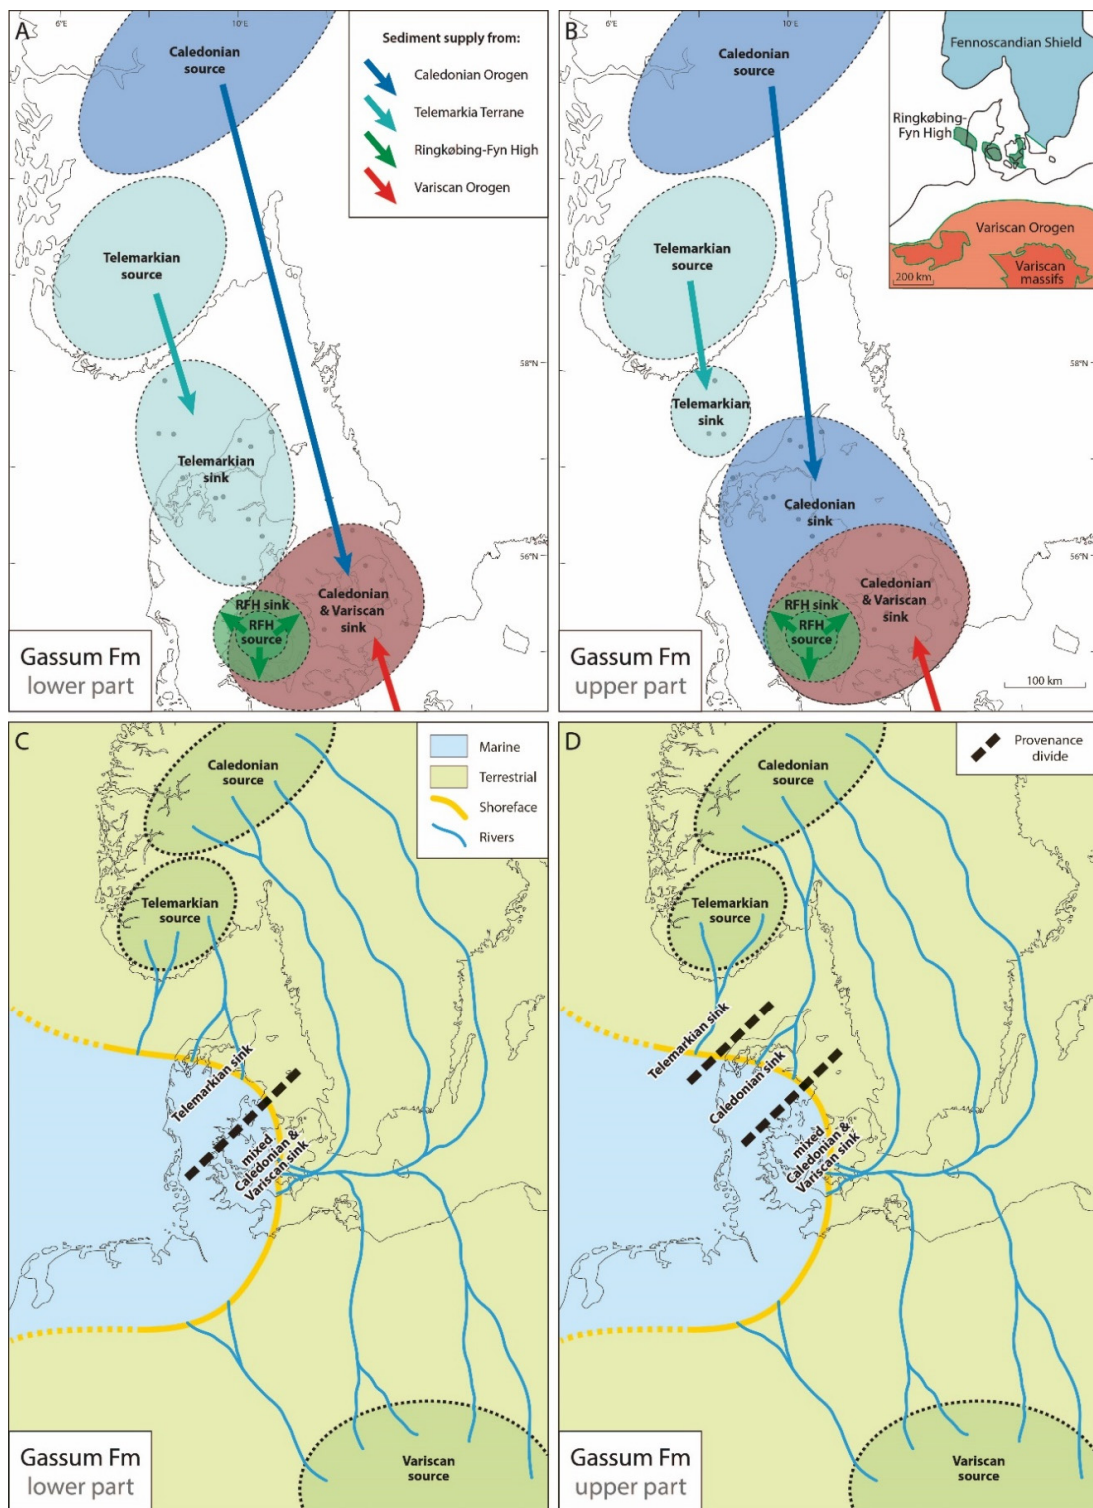 A
6°E
10°E
Caledonian
source
Sediment supply from:
Caledonian Orogen
Telemarkia Terrane
Ringkøbing-Fyn High
Variscan Orogen
Telemarkian
source
58°N
Telemarkian
sink
56°N
RFH sink
RFH
source
Caledonian
& Variscan
sink
Gassum Fm
lower part
B
6°E
10°E
Caledonian
source
Fennoscandian Shield
Ringkøbing-
Fyn High
Variscan Orogen
Variscan
massifs
200 km
Telemarkian
source
58°N
Telemarkian
sink
Caledonian
sink
56°N
RFH sink
RFH
source
Caledonian
& Variscan
sink
Gassum Fm
upper part
100 km
C
Caledonian
source
Marine
Terrestrial
Shoreface
Rivers
Telemarkian
source
Telemarkian sink
mixed
Caledonian &
Variscan sink
Gassum Fm
lower part
Variscan
source
D
Caledonian
source
Provenance
divide
Telemarkian
source
Telemarkian sink
Caledonian sink
mixed
Caledonian &
Variscan sink
Gassum Fm
upper part
Variscan
source